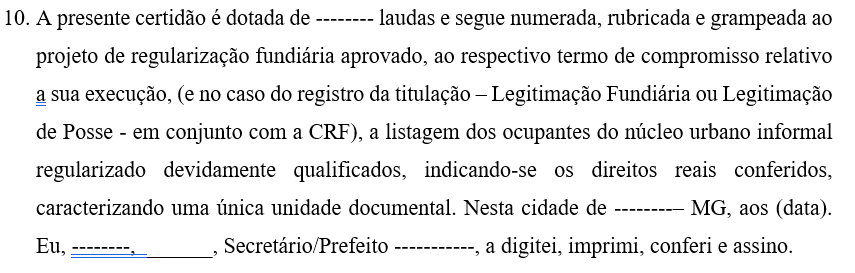 10. A presente certidão é dotada de -------- laudas e segue numerada, rubricada e grampeada ao
projeto de regularização fundiária aprovado, ao respectivo termo de compromisso relativo
a sua execução, (e no caso do registro da titulação – Legitimação Fundiária ou Legitimação
de Posse - em conjunto com a CRF), a listagem dos ocupantes do núcleo urbano informal
regularizado devidamente qualificados, indicando-se os direitos reais conferidos,
caracterizando uma única unidade documental. Nesta cidade de --------– MG, aos (data).
Eu, --------, ______, Secretário/Prefeito -----------, a digitei, imprimi, conferi e assino.